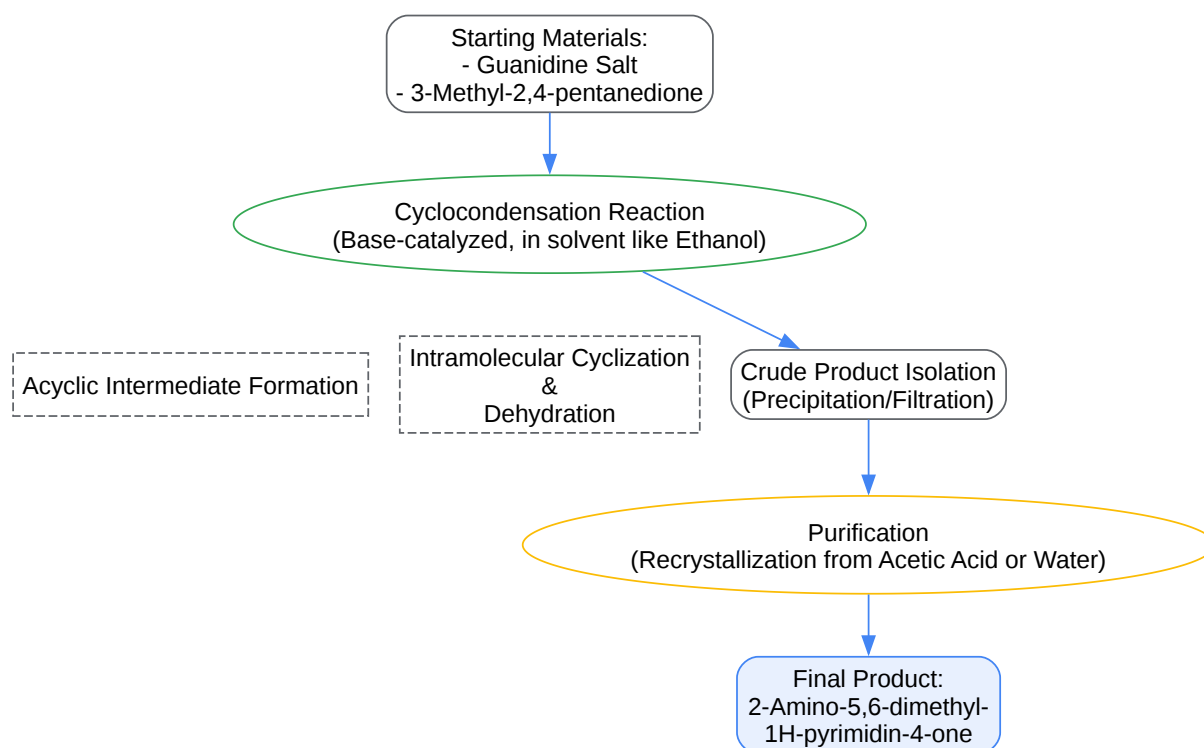 Starting Materials:
- Guanidine Salt
- 3-Methyl-2,4-pentanedione
Cyclocondensation Reaction
(Base-catalyzed, in solvent like Ethanol)
Acyclic Intermediate Formation
Intramolecular Cyclization
&
Dehydration
Crude Product Isolation
(Precipitation/Filtration)
Purification
(Recrystallization from Acetic Acid or Water)
Final Product:
2-Amino-5,6-dimethyl-
1H-pyrimidin-4-one